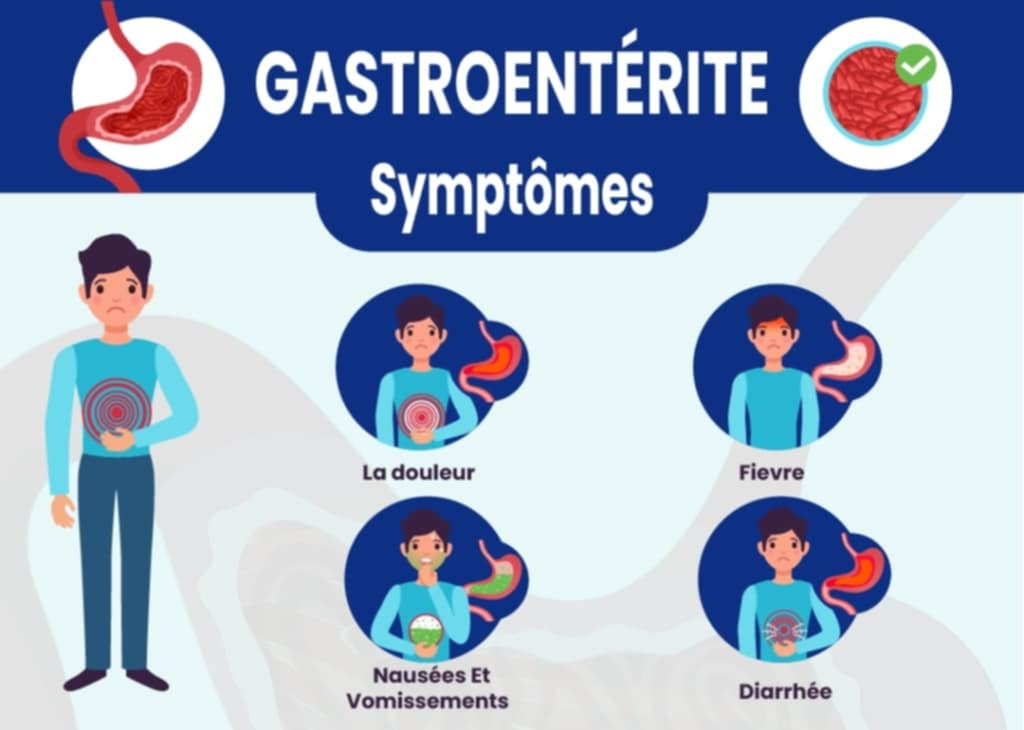 GASTROENTÉRITE
Symptômes
La douleur
Fievre
Nausées Et
Vomissements
Diarrhée